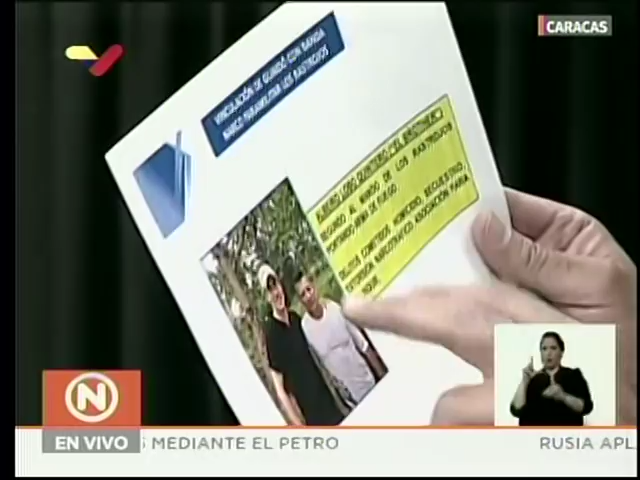 CARACAS
VINCULACIÓN DE GUAIDÓ CON BANDA
NARCO PARAMILITAR LOS RASTROJOS
ALBEIRO LOBO QUINTERO "EL BROTHER"
SEGUNDO AL MANDO DE LOS RASTROJOS
PORTANDO ARMA DE FUEGO.
DELITOS COMETIDOS: HOMICIDIO, SECUESTRO,
EXTORSIÓN, NARCOTRÁFICO, ASOCIACIÓN PARA
N
EN VIVO
S MEDIANTE EL PETRO
RUSIA APL